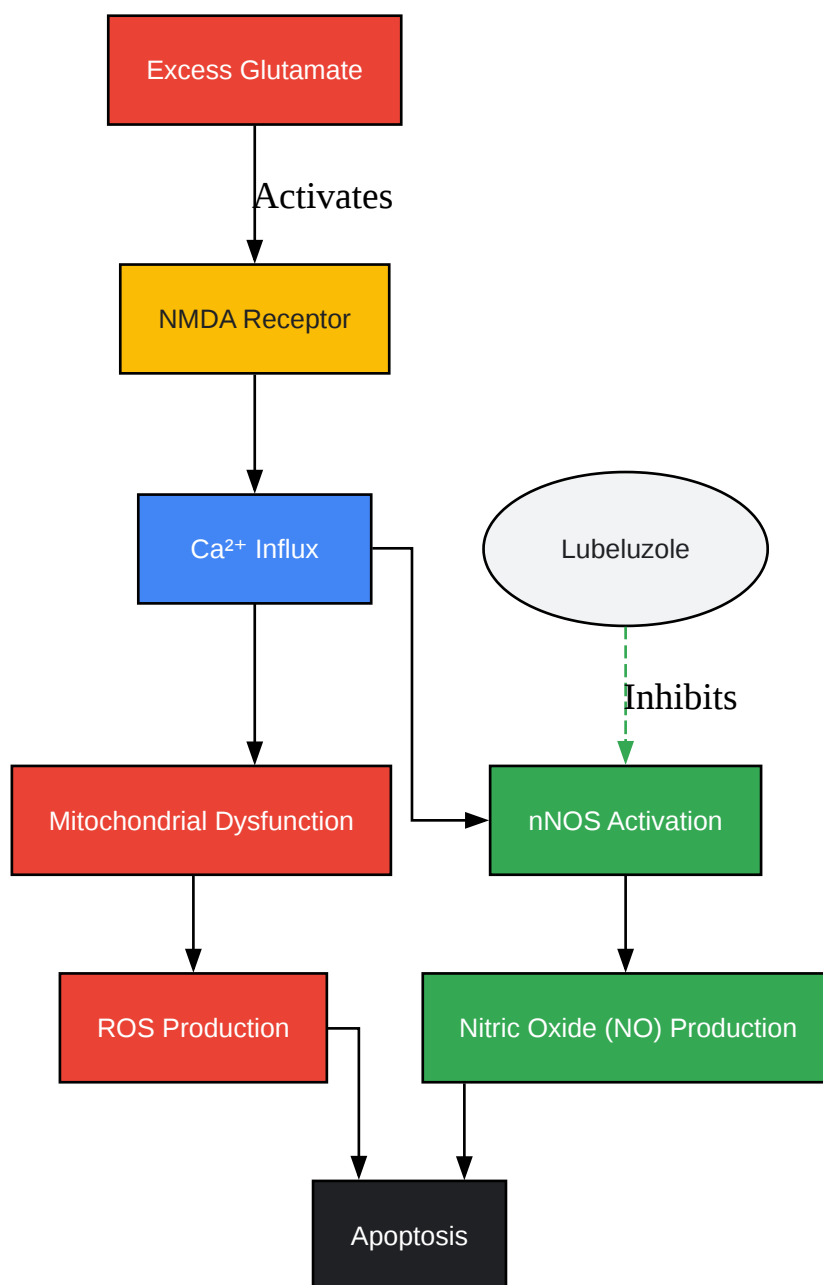 Excess Glutamate
Activates
NMDA Receptor
Ca²⁺ Influx
Lubeluzole
Inhibits
Mitochondrial Dysfunction
nNOS Activation
ROS Production
Nitric Oxide (NO) Production
Apoptosis